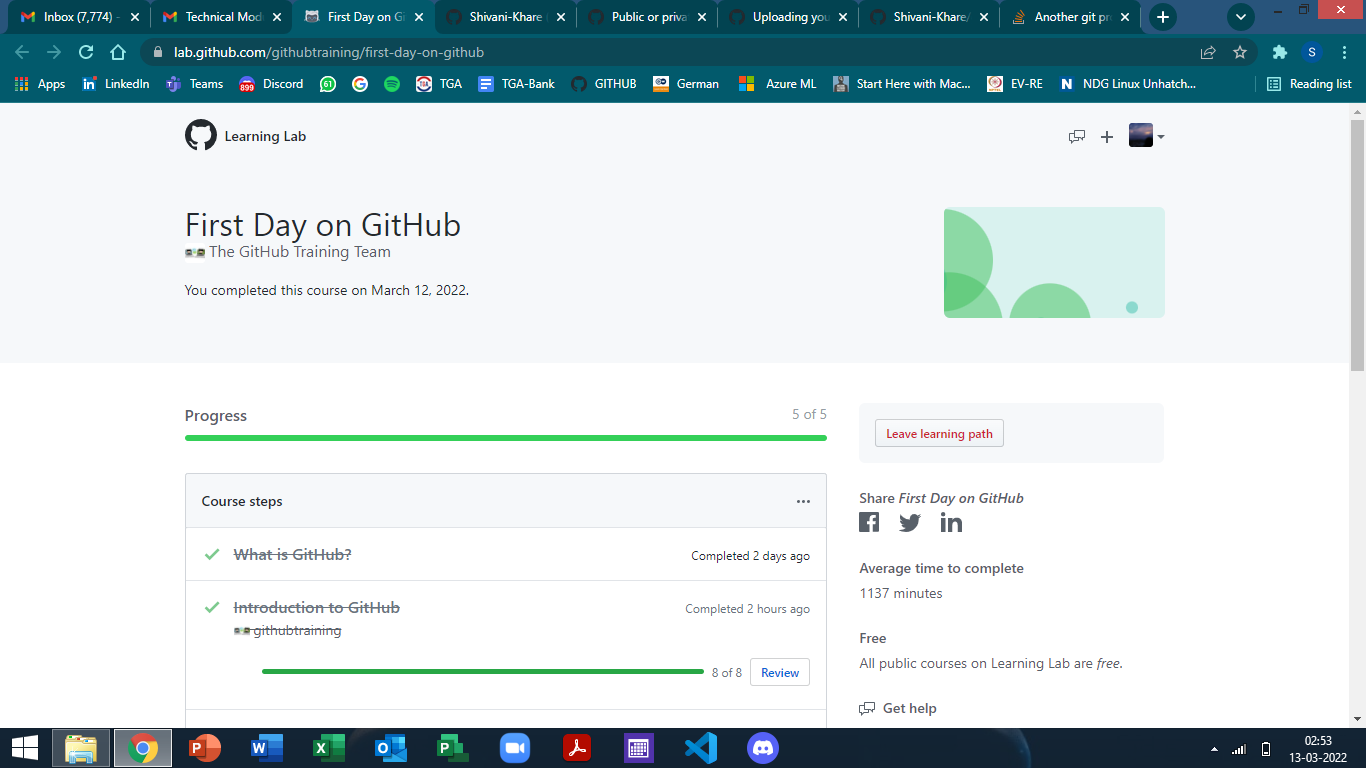 Inbox (7,774) -
Technical Mod
First Day on Gi
Shivani-Khare
Public or priva
Uploading you
Shivani-Khare/
Another git pr
lab.github.com/githubtraining/first-day-on-github
S
Apps
LinkedIn
Teams
899
Discord
61
TGA
TGA-Bank
GITHUB
German
Azure ML
Start Here with Mac...
EV-RE
NDG Linux Unhatch...
Reading list
Learning Lab
First Day on GitHub
The GitHub Training Team
You completed this course on March 12, 2022.
Progress
5 of 5
Leave learning path
Course steps
Share First Day on GitHub
What is GitHub?
Completed 2 days ago
Average time to complete
1137 minutes
Introduction to GitHub
Completed 2 hours ago
githubtraining
Free
All public courses on Learning Lab are free.
8 of 8
Review
Get help
02:53
13-03-2022